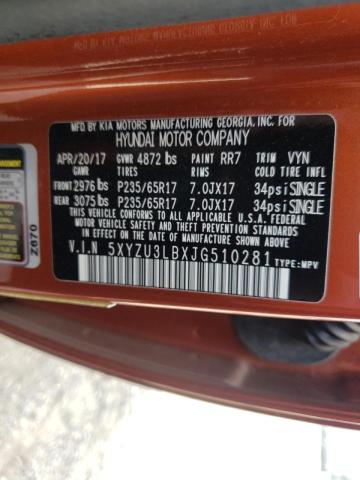 MFD. BY KIA MOTORS MANUFACTURING GEORGIA, INC. FOR
HYUNDAI MOTOR COMPANY
APR/20/17 GVWR 4872 lbs PAINT RR7 TRIM VYN
GAWR TIRES RIMS COLD
FRONT 2976 lbs P235/65R17 7.0JX17 34psi SINGLE
REAR 3075 lbs P235/65R17 7.0JX17 34psi SINGLE
THIS VEHICLE CONFORMS TO ALL APPLICABLE U.S.A. FEDERAL
MOTOR VEHICLE SAFETY, BUMPER, AND THEFT PREVENTION STANDARDS
IN EFFECT ON THE DATE OF MANUFACTURE SHOWN ABOVE.
V.I.N 5XYZU3LBXJG510281 TYPE:MPV
Z670